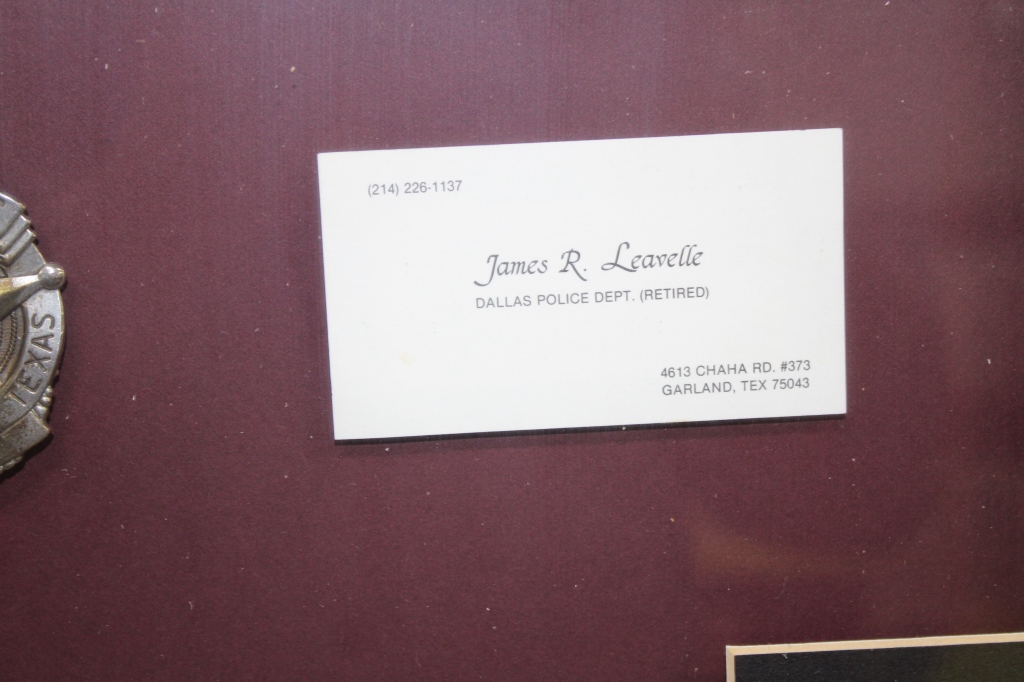 (214) 226-1137
James R. Leavelle
DALLAS POLICE DEPT. (RETIRED)
4613 CHAHA RD. #373
GARLAND, TEX 75043
TEXAS